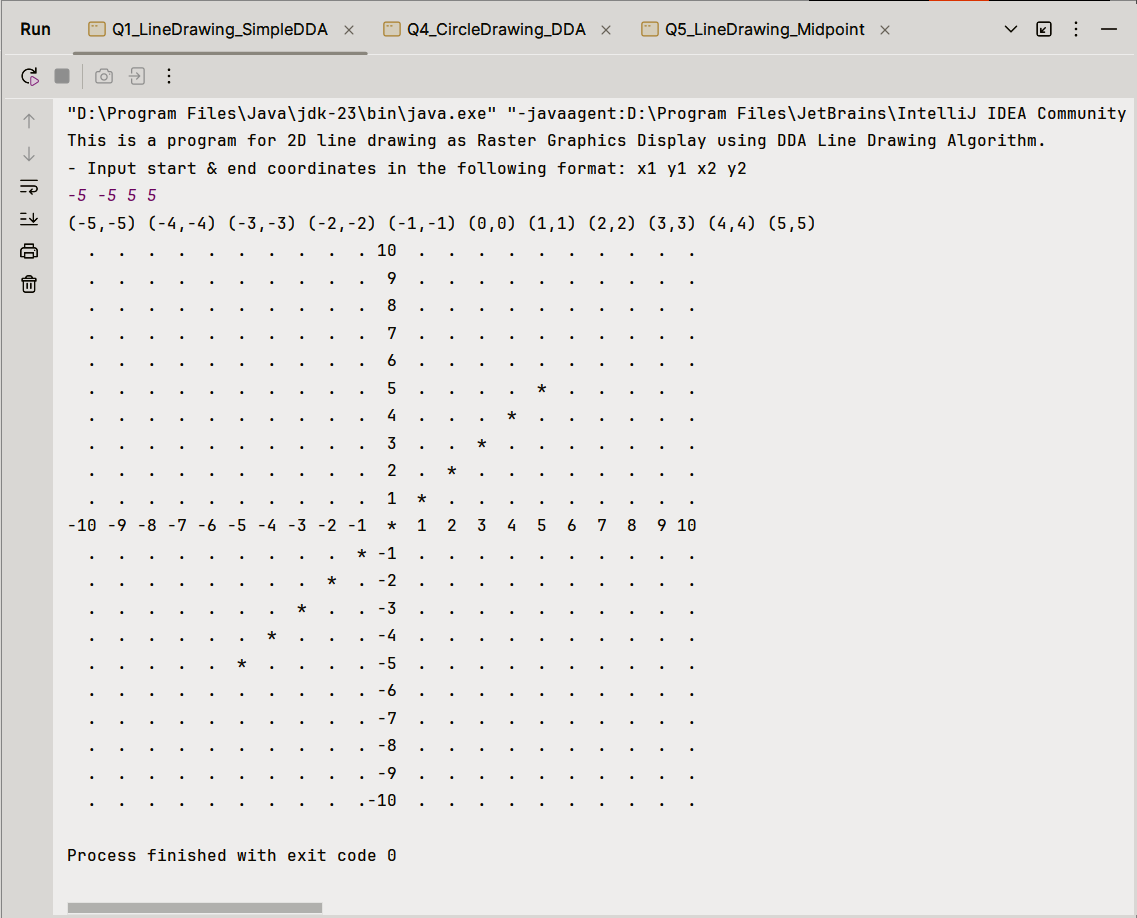 Run Q1_LineDrawing_SimpleDDA Q4_CircleDrawing_DDA Q5_LineDrawing_Midpoint
"D:\Program Files\Java\jdk-23\bin\java.exe" "-javaagent:D:\Program Files\JetBrains\IntelliJ IDEA Community
This is a program for 2D line drawing as Raster Graphics Display using DDA Line Drawing Algorithm.
- Input start & end coordinates in the following format: x1 y1 x2 y2
-5 -5 5 5
(-5,-5) (-4,-4) (-3,-3) (-2,-2) (-1,-1) (0,0) (1,1) (2,2) (3,3) (4,4) (5,5)
  .  .  .  .  .  .  .  .  . . 10  .  .  .  .  .  .  .  .  .  .
  .  .  .  .  .  .  .  .  .  .  9  .  .  .  .  .  .  .  .  .  .
  .  .  .  .  .  .  .  .  .  .  8  .  .  .  .  .  .  .  .  .  .
  .  .  .  .  .  .  .  .  .  .  7  .  .  .  .  .  .  .  .  .  .
  .  .  .  .  .  .  .  .  .  .  6  .  .  .  .  .  .  .  .  .  .
  .  .  .  .  .  .  .  .  .  .  5  .  .  .  .  *  .  .  .  .  .
  .  .  .  .  .  .  .  .  .  .  4  .  .  .  *  .  .  .  .  .  .
  .  .  .  .  .  .  .  .  .  .  3  .  .  *  .  .  .  .  .  .  .
  .  .  .  .  .  .  .  .  .  .  2  .  *  .  .  .  .  .  .  .  .
  .  .  .  .  .  .  .  .  .  .  1  *  .  .  .  .  .  .  .  .  .
-10 -9 -8 -7 -6 -5 -4 -3 -2 -1  *  1  2  3  4  5  6  7  8  9 10
  .  .  .  .  .  .  .  .  .  * -1  .  .  .  .  .  .  .  .  .  .
  .  .  .  .  .  .  .  .  *  . -2  .  .  .  .  .  .  .  .  .  .
  .  .  .  .  .  .  .  *  .  . -3  .  .  .  .  .  .  .  .  .  .
  .  .  .  .  .  .  *  .  .  . -4  .  .  .  .  .  .  .  .  .  .
  .  .  .  .  .  *  .  .  .  . -5  .  .  .  .  .  .  .  .  .  .
  .  .  .  .  .  .  .  .  .  . -6  .  .  .  .  .  .  .  .  .  .
  .  .  .  .  .  .  .  .  .  . -7  .  .  .  .  .  .  .  .  .  .
  .  .  .  .  .  .  .  .  .  . -8  .  .  .  .  .  .  .  .  .  .
  .  .  .  .  .  .  .  .  .  . -9  .  .  .  .  .  .  .  .  .  .
  .  .  .  .  .  .  .  .  .  .-10  .  .  .  .  .  .  .  .  .  .
Process finished with exit code 0